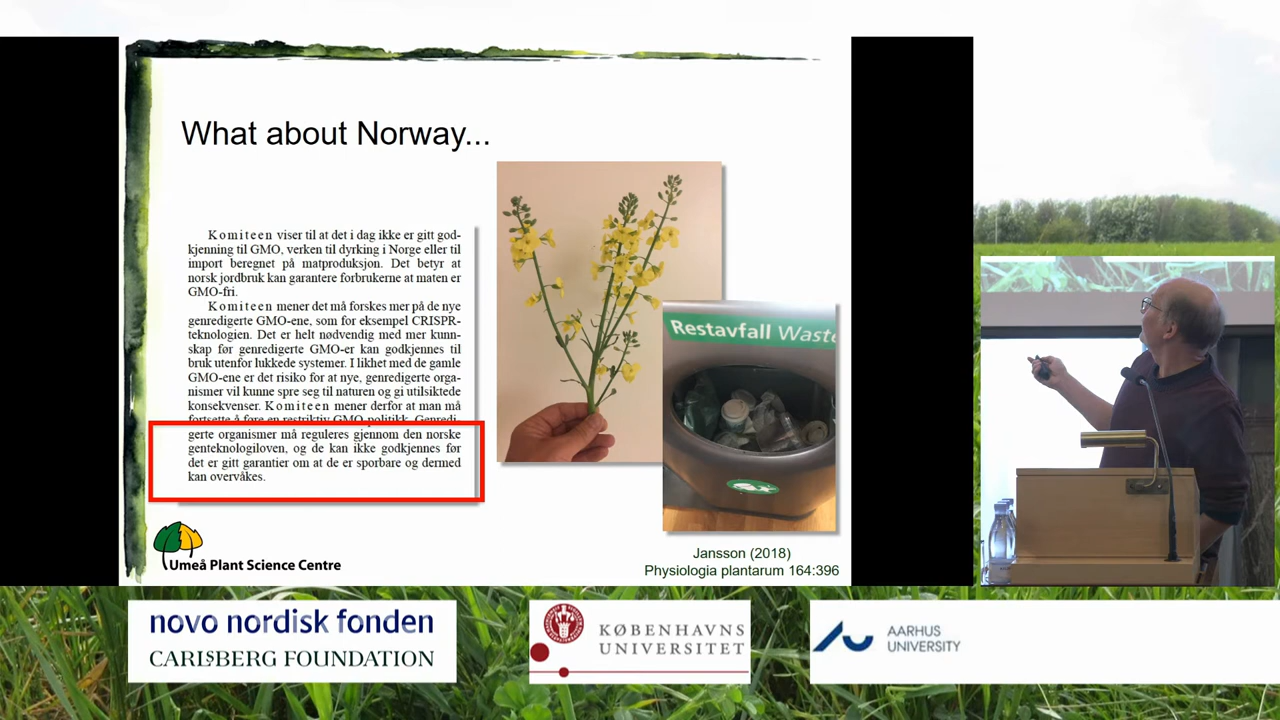 What about Norway...
Komiteen viser til at det i dag ikke er gitt god-
kjenning til GMO, verken til dyrking i Norge eller til
import beregnet på matproduksjon. Det betyr at
norsk jordbruk kan garantere forbrukerne at maten er
GMO-fri.
Komiteen mener det må forskes mer på de nye
genredigerte GMO-ene, som for eksempel CRISPR-
teknologien. Det er helt nødvendig med mer kunn-
skap før genredigerte GMO-er kan godkjennes til
bruk utenfor lukkede systemer. I likhet med de gamle
GMO-ene er det risiko for at nye, genredigerte orga-
nismer vil kunne spre seg til naturen og gi utilsiktede
konsekvenser. Komiteen mener derfor at man må
fortsette å føre en restriktiv GMO-politikk. Genredi-
gerte organismer må reguleres gjennom den norske
genteknologiloven, og de kan ikke godkjennes før
det er gitt garantier om at de er sporbare og dermed
kan overvåkes.
Restavfall Waste
Jansson (2018)
Physiologia plantarum 164:396
Umeå Plant Science Centre
novo nordisk fonden
CARLSBERG FOUNDATION
KØBENHAVNS
UNIVERSITET
AARHUS
UNIVERSITY